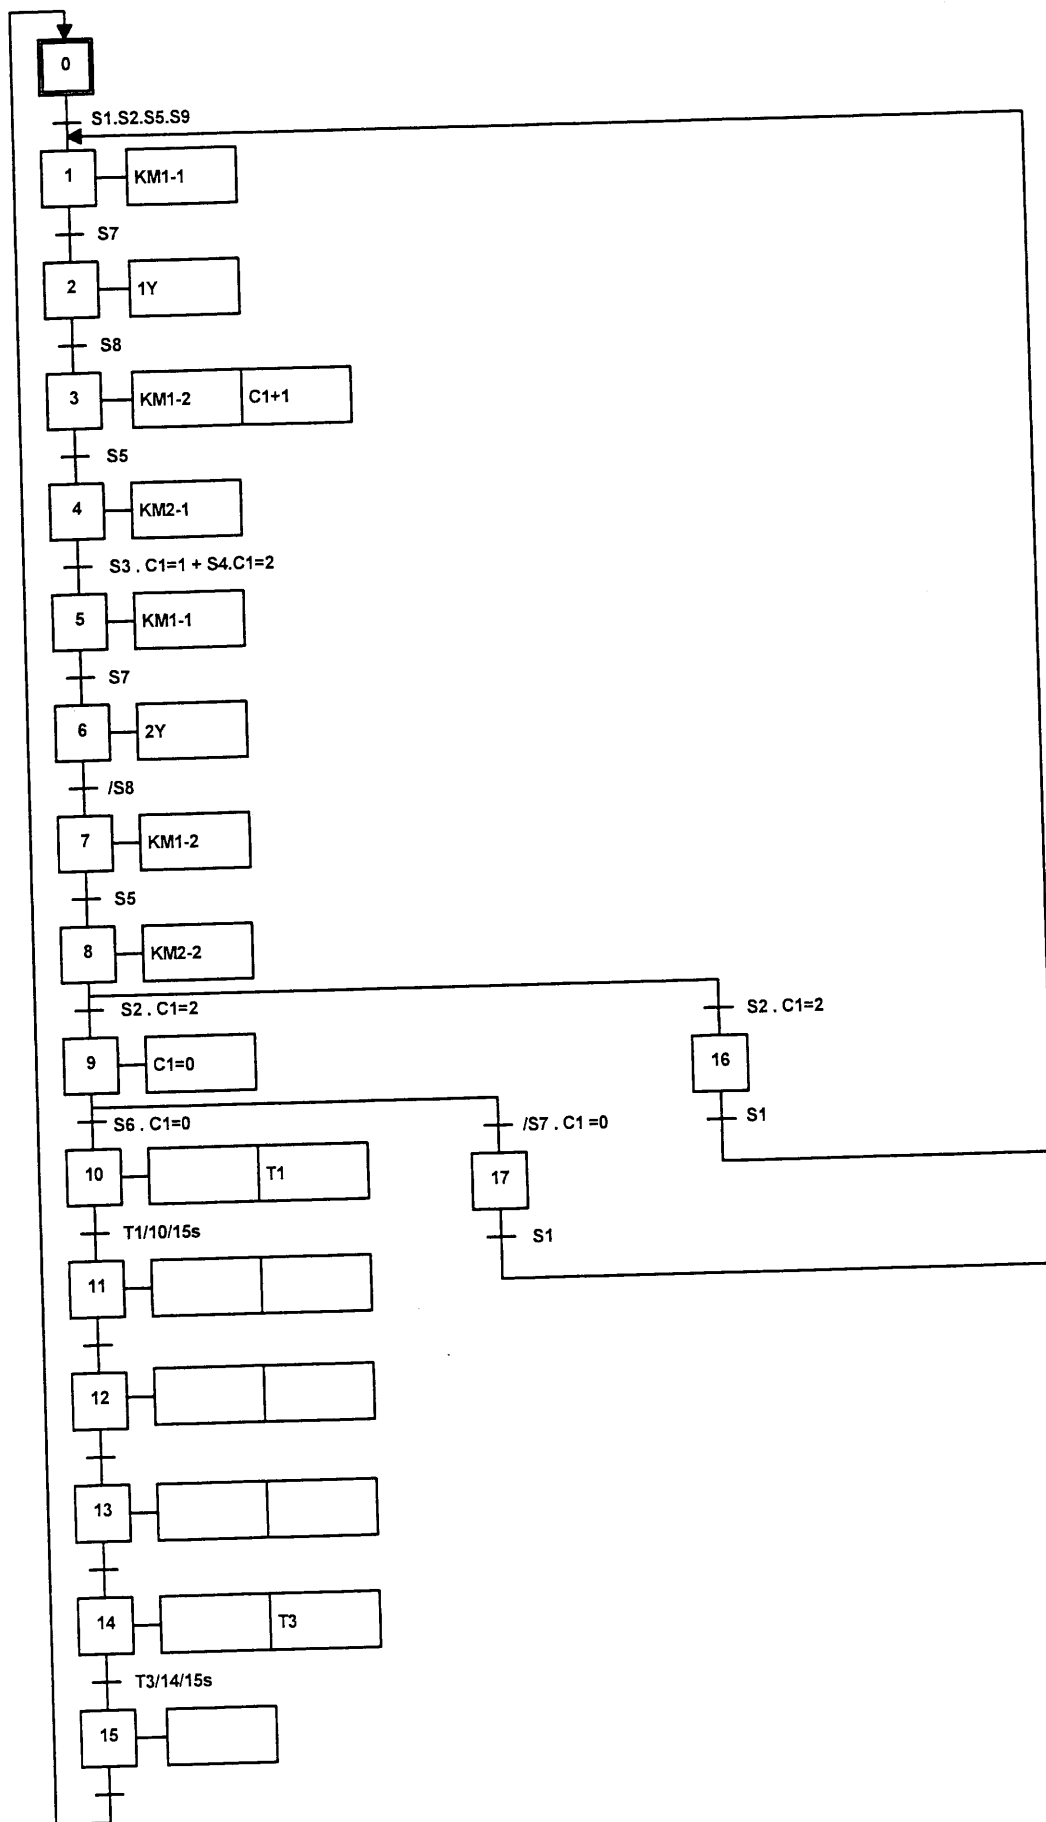 0
S1.S2.S5.S9
1 KM1-1
S7
2 1Y
S8
3 KM1-2 C1+1
S5
4 KM2-1
S3 . C1=1 + S4.C1=2
5 KM1-1
S7
6 2Y
/S8
7 KM1-2
S5
8 KM2-2
S2 . C1=2 S2 . C1=2
9 C1=0 16
S6 . C1=0 /S7 . C1 =0 S1
10 T1 17
T1/10/15s S1
11
12
13
14 T3
T3/14/15s
15